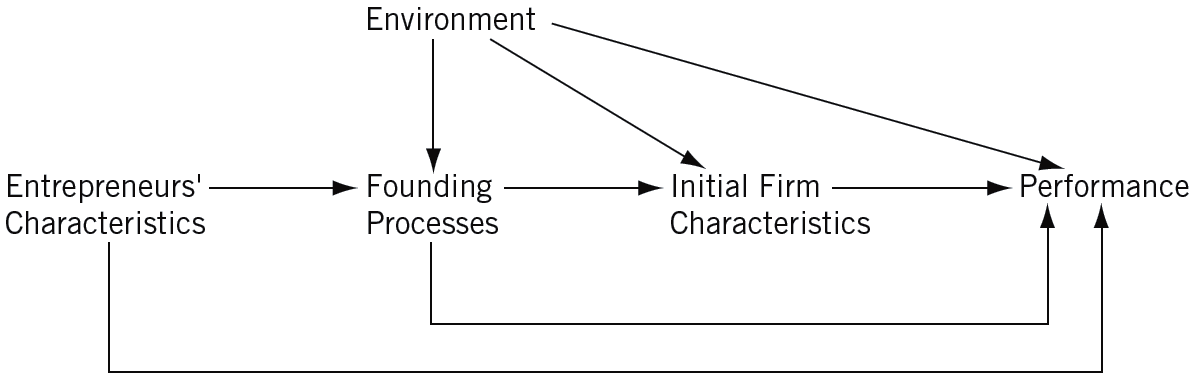 Environment
Entrepreneurs'
Characteristics
Founding
Processes
Initial Firm
Characteristics
Performance